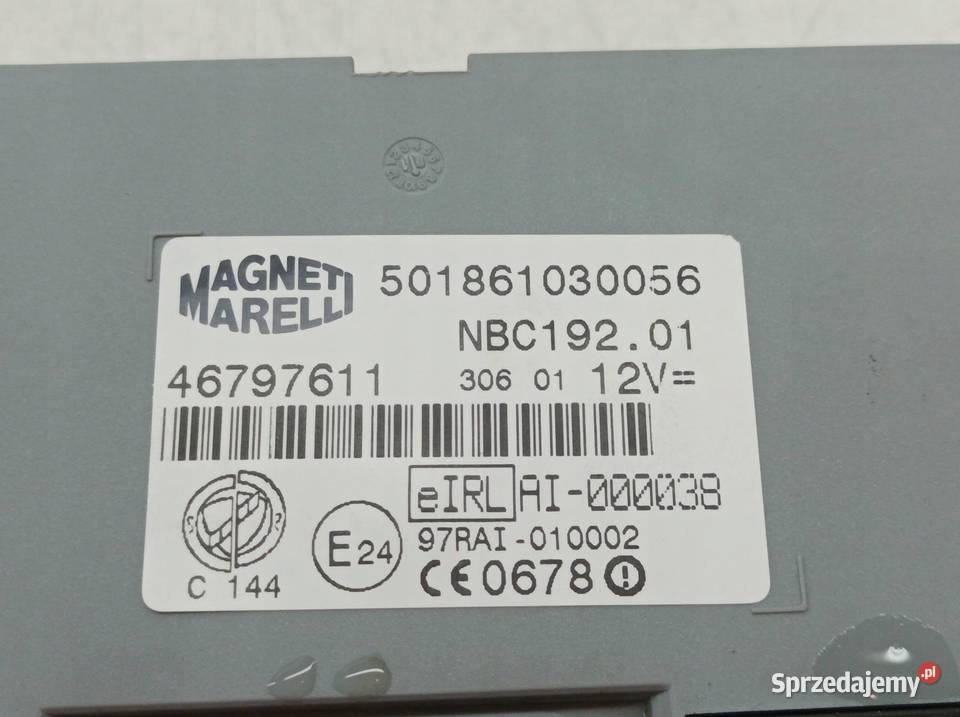 MAGNETI MARELLI 501861030056
NBC192.01
46797611 306 01 12V=
eIRL AI-000038
97RAI-010002
E24
C 144
CE0678
Sprzedajemy.pl